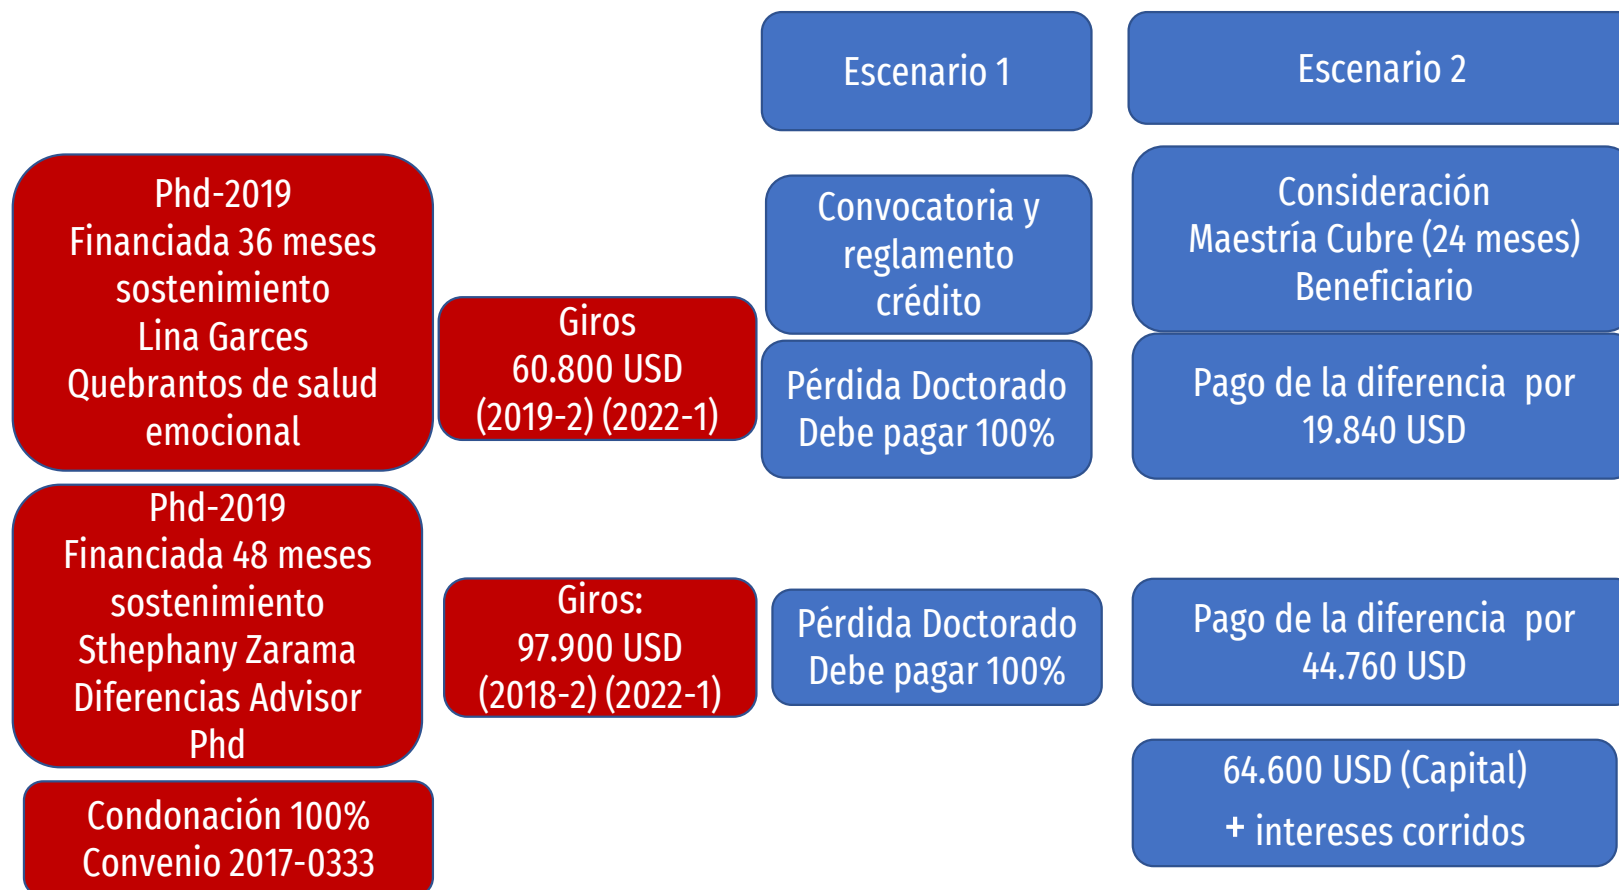 Escenario 1
Escenario 2
Phd-2019
Financiada 36 meses
sostenimiento
Lina Garces
Quebrantos de salud
emocional
Giros
60.800 USD
(2019-2) (2022-1)
Convocatoria y
reglamento
crédito
Pérdida Doctorado
Debe pagar 100%
Consideración
Maestría Cubre (24 meses)
Beneficiario
Pago de la diferencia por
19.840 USD
Phd-2019
Financiada 48 meses
sostenimiento
Sthephany Zarama
Diferencias Advisor
Phd
Giros:
97.900 USD
(2018-2) (2022-1)
Pérdida Doctorado
Debe pagar 100%
Pago de la diferencia por
44.760 USD
Condonación 100%
Convenio 2017-0333
64.600 USD (Capital)
+ intereses corridos